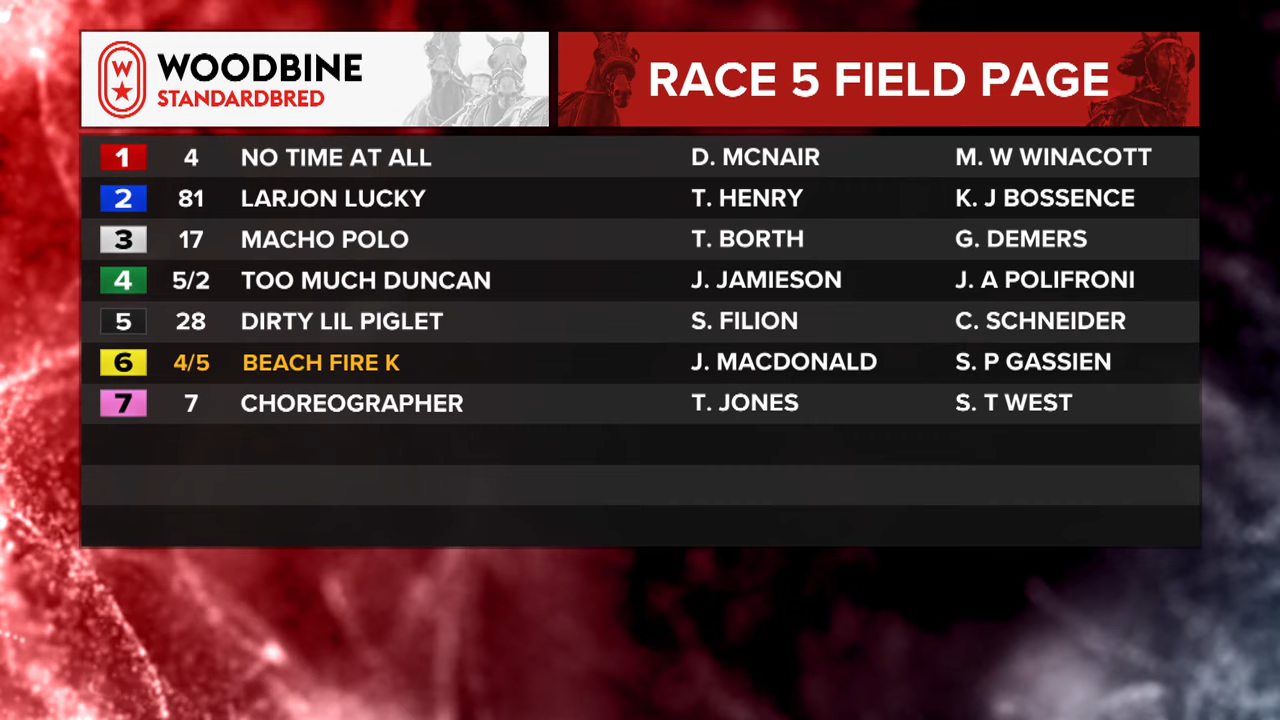 W
WOODBINE
STANDARDBRED
RACE 5 FIELD PAGE
1 4 NO TIME AT ALL D. MCNAIR M. W WINACOTT
2 81 LARJON LUCKY T. HENRY K. J BOSSENCE
3 17 MACHO POLO T. BORTH G. DEMERS
4 5/2 TOO MUCH DUNCAN J. JAMIESON J. A POLIFRONI
5 28 DIRTY LIL PIGLET S. FILION C. SCHNEIDER
6 4/5 BEACH FIRE K J. MACDONALD S. P GASSIEN
7 7 CHOREOGRAPHER T. JONES S. T WEST